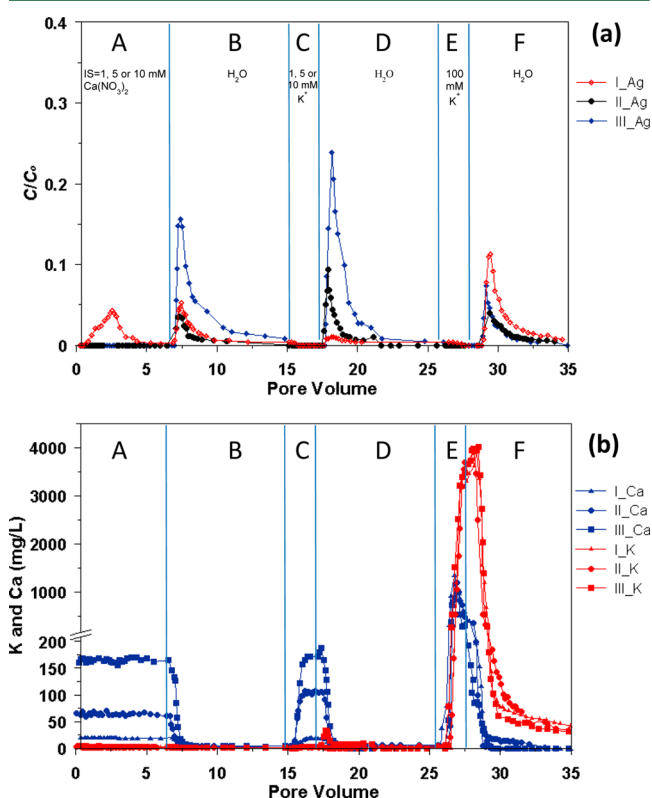 (a)
A B C D E F
IS=1, 5 or 10 mM
Ca(NO3)2
H2O
1, 5 or
10 mM
K+
H2O
100
mM
K+
H2O
0.4
0.3
0.2
0.1
0
C/Co
0 5 10 15 20 25 30 35
Pore Volume
I_Ag
II_Ag
III_Ag
(b)
A B C D E F
4000
3000
2000
1000
200
150
100
50
0
K and Ca (mg/L)
0 5 10 15 20 25 30 35
Pore Volume
I_Ca
II_Ca
III_Ca
I_K
II_K
III_K